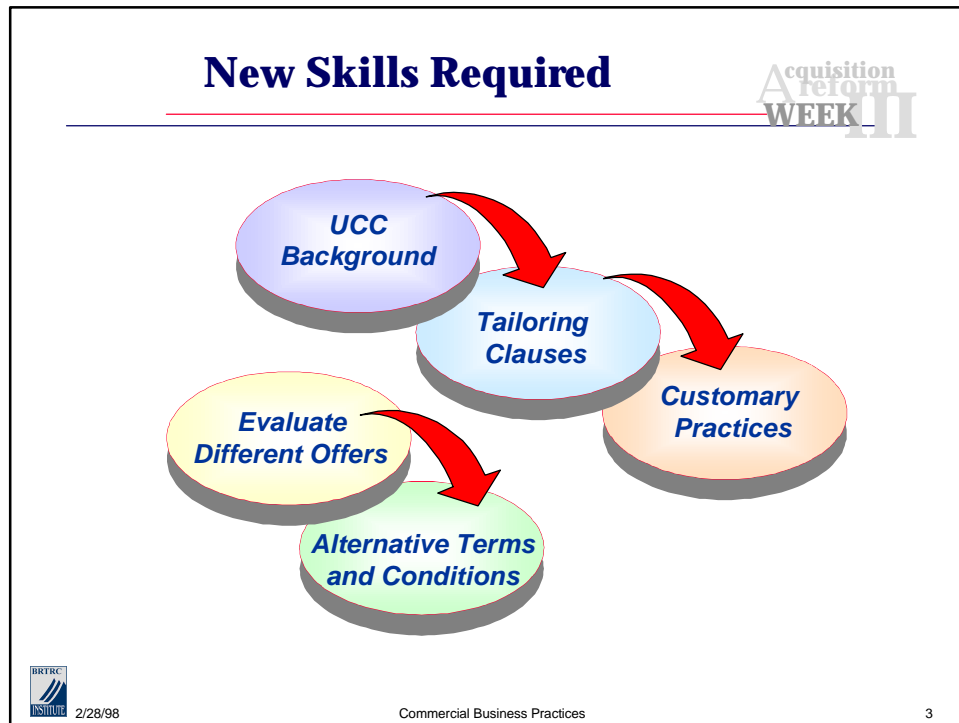 New Skills Required
Acquisition
reform
WEEK III
UCC
Background
Tailoring
Clauses
Customary
Practices
Evaluate
Different Offers
Alternative Terms
and Conditions
BRTRC
INSTITUTE
2/28/98
Commercial Business Practices
3